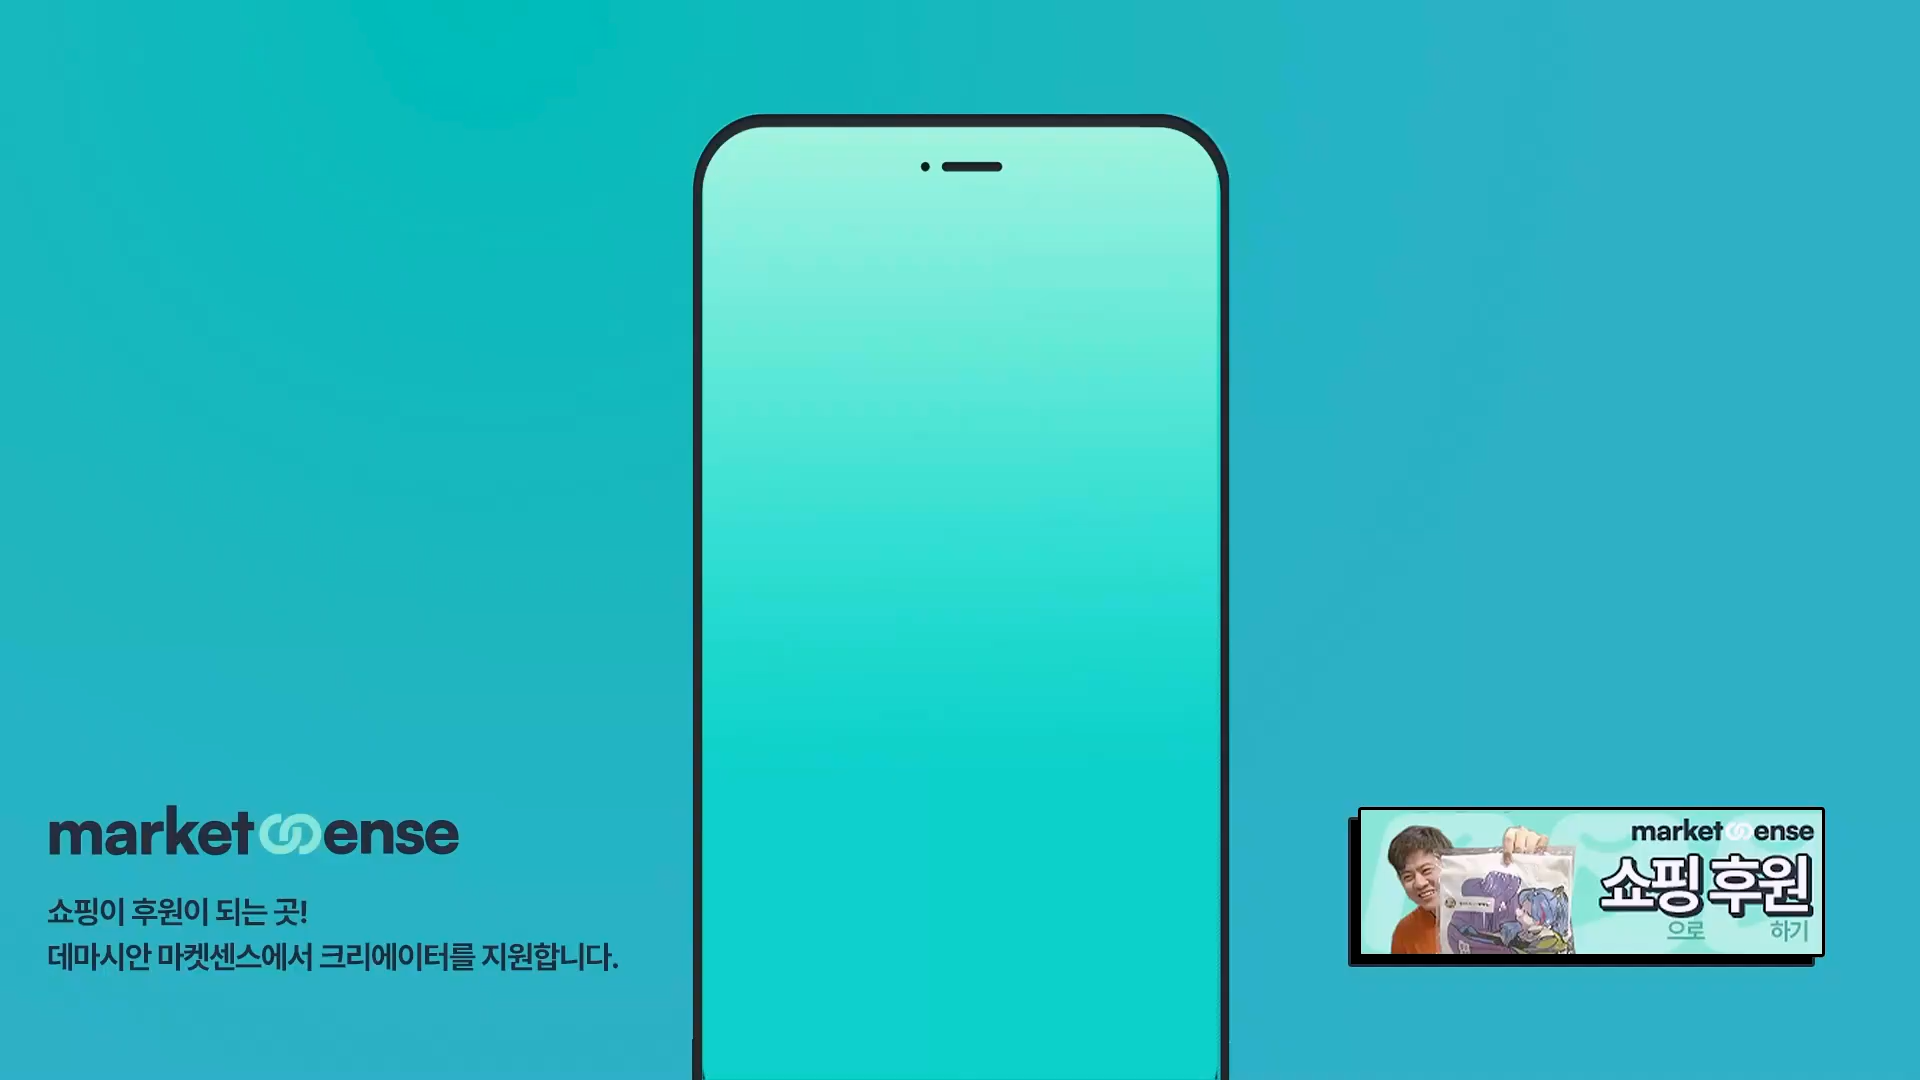 marketSense
쇼핑이 후원이 되는 곳!
데마시안 마켓센스에서 크리에이터를 지원합니다.
marketSense
쇼핑 후원
으로 하기